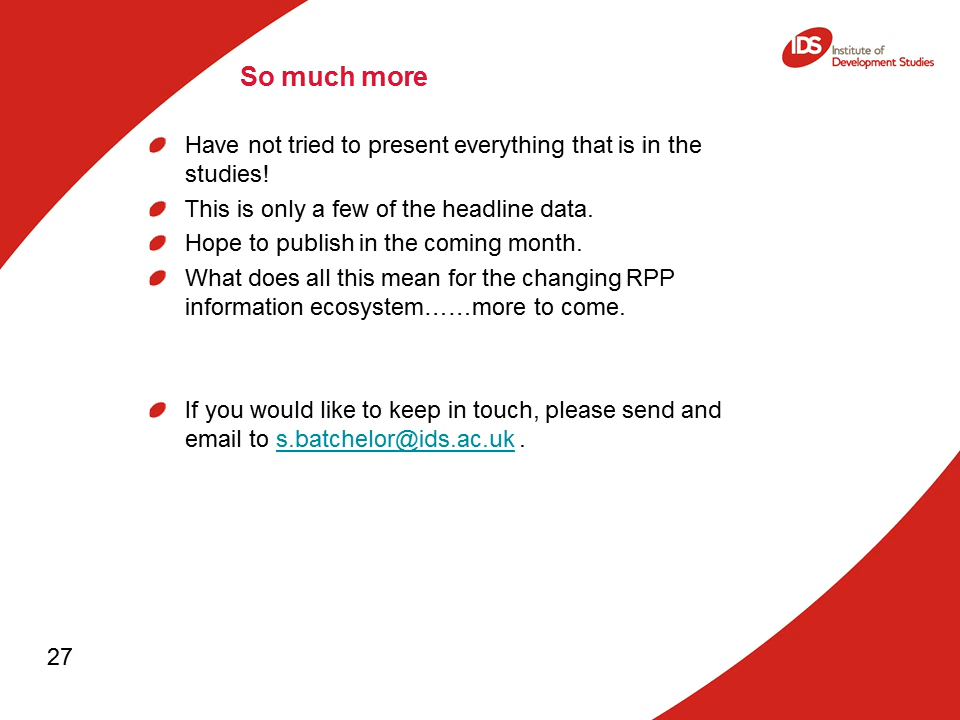 IDS
Institute of
Development Studies
So much more
Have not tried to present everything that is in the
studies!
This is only a few of the headline data.
Hope to publish in the coming month.
What does all this mean for the changing RPP
information ecosystem……more to come.
If you would like to keep in touch, please send and
email to s.batchelor@ids.ac.uk .
27